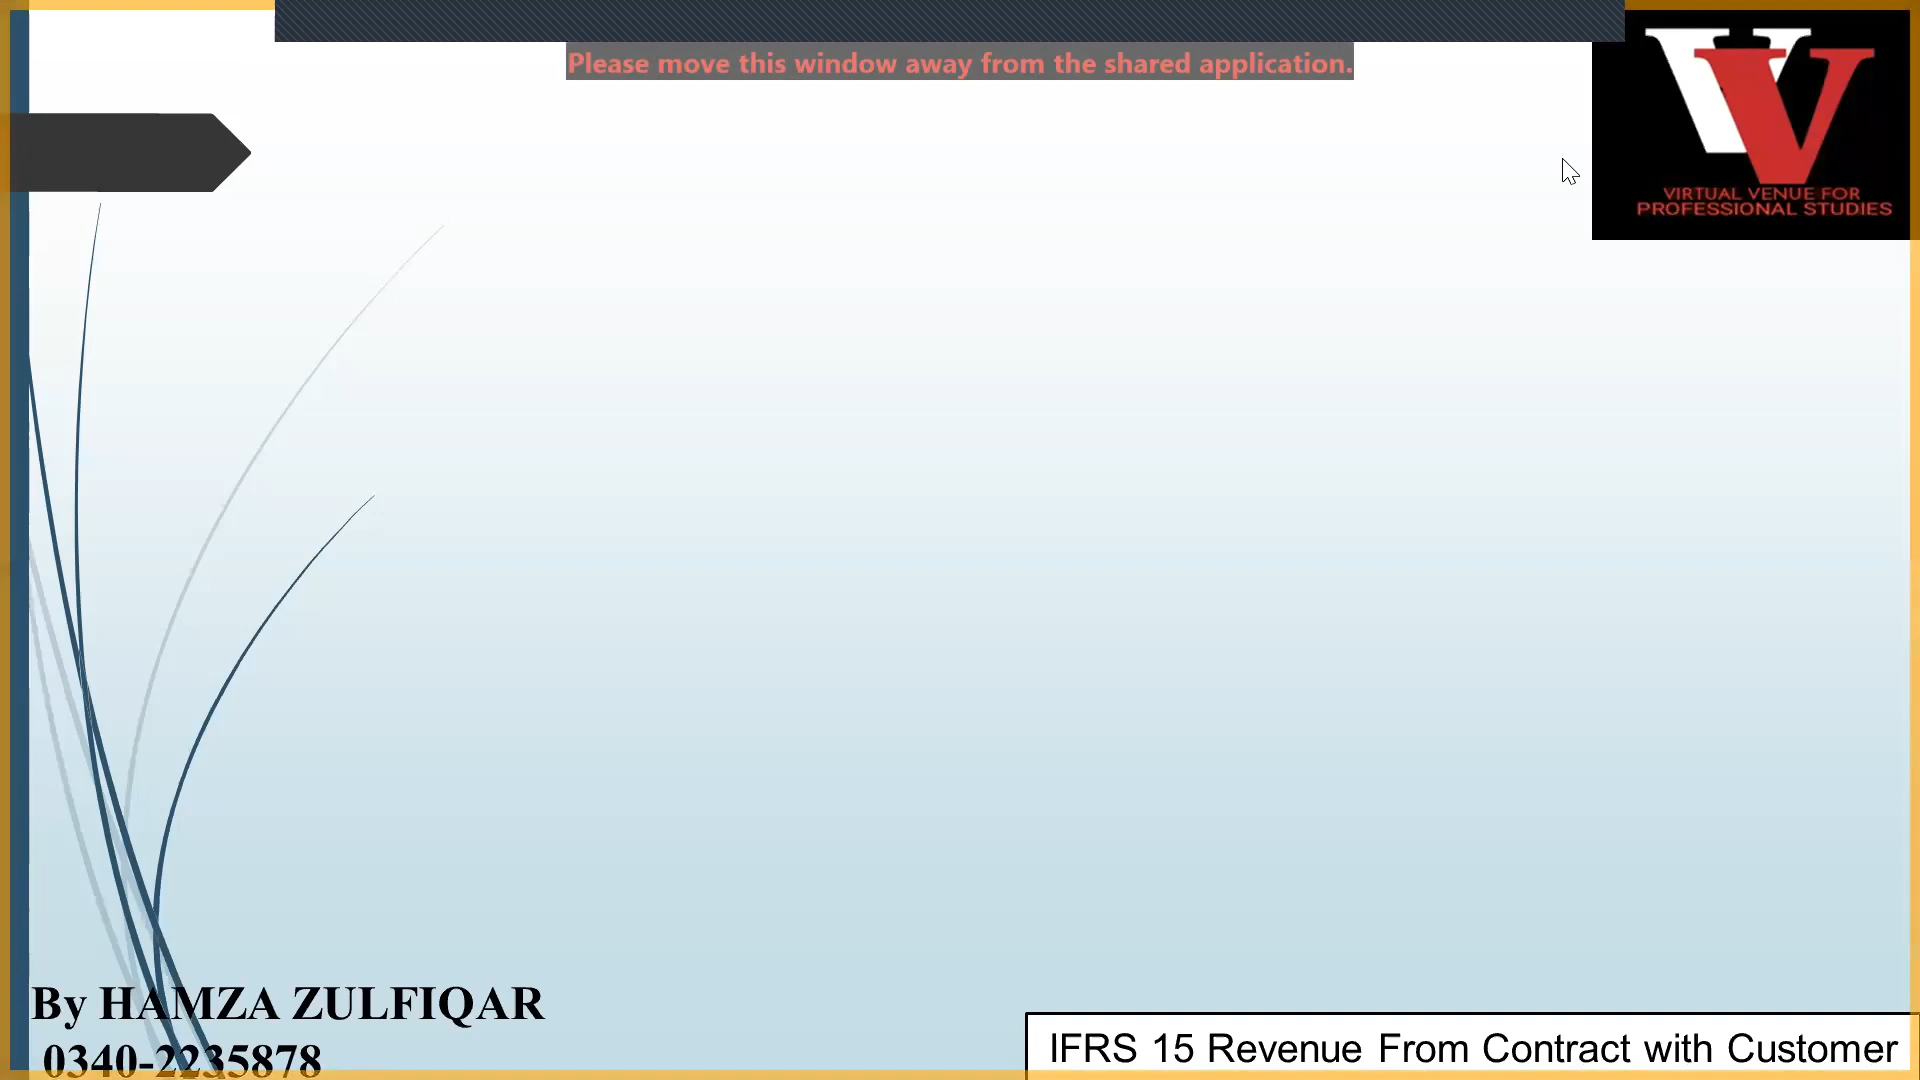 Please move this window away from the shared application.
VV
VIRTUAL VENUE FOR
PROFESSIONAL STUDIES
By HAMZA ZULFIQAR
0340-2235878
IFRS 15 Revenue From Contract with Customer